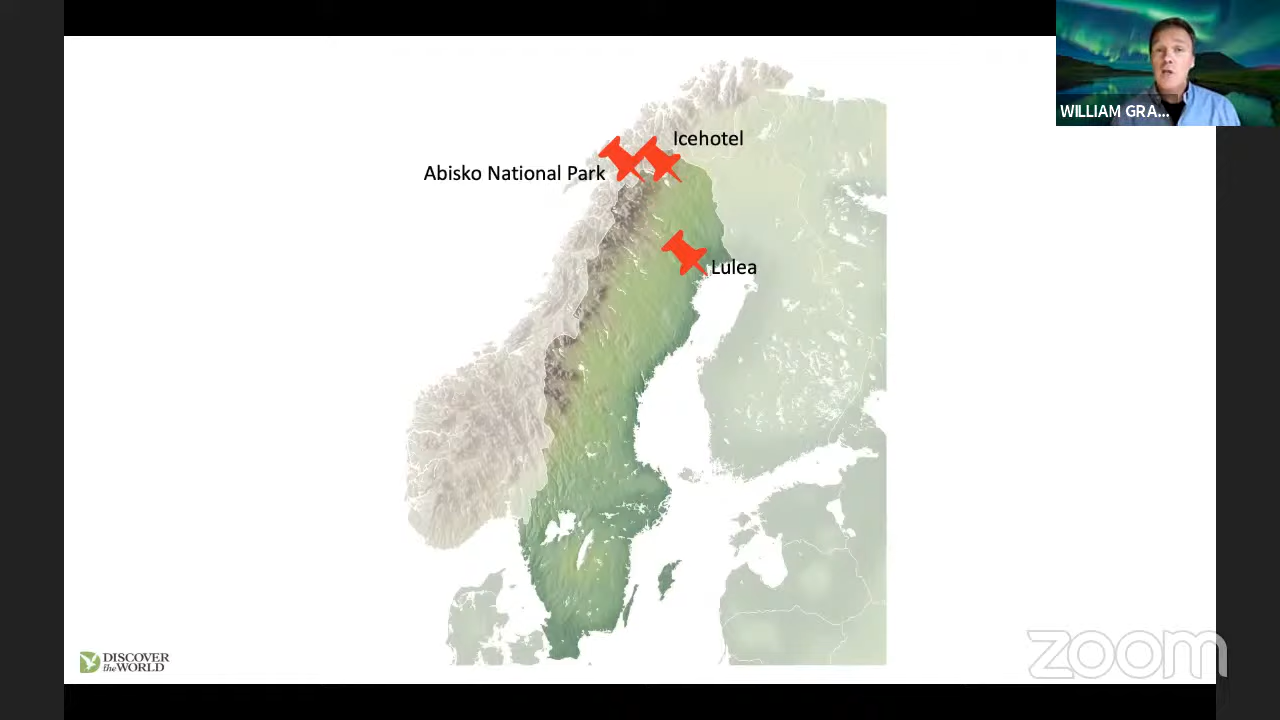 WILLIAM GRA...
Icehotel
Abisko National Park
Lulea
DISCOVER
the WORLD
zoom